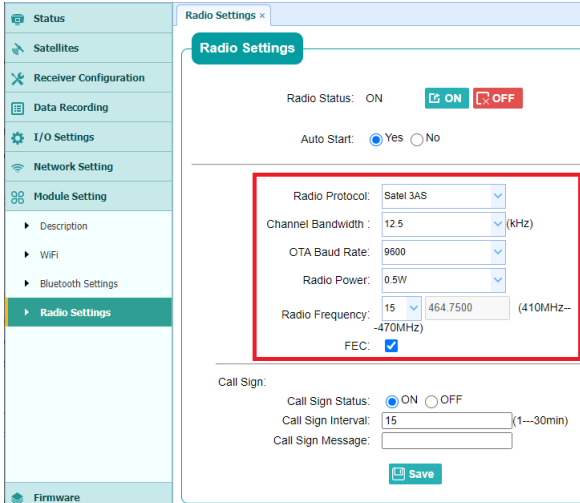 Status
Satellites
Receiver Configuration
Data Recording
I/O Settings
Network Setting
Module Setting
Description
WiFi
Bluetooth Settings
Radio Settings
Firmware
Radio Settings ×
Radio Settings
Radio Status: ON ON OFF
Auto Start: Yes No
Radio Protocol: Satel 3AS
Channel Bandwidth : 12.5 (kHz)
OTA Baud Rate: 9600
Radio Power: 0.5W
Radio Frequency: 15 464.7500 (410MHz--
-470MHz)
FEC:
Call Sign:
Call Sign Status: ON OFF
Call Sign Interval: 15 (1---30min)
Call Sign Message:
Save